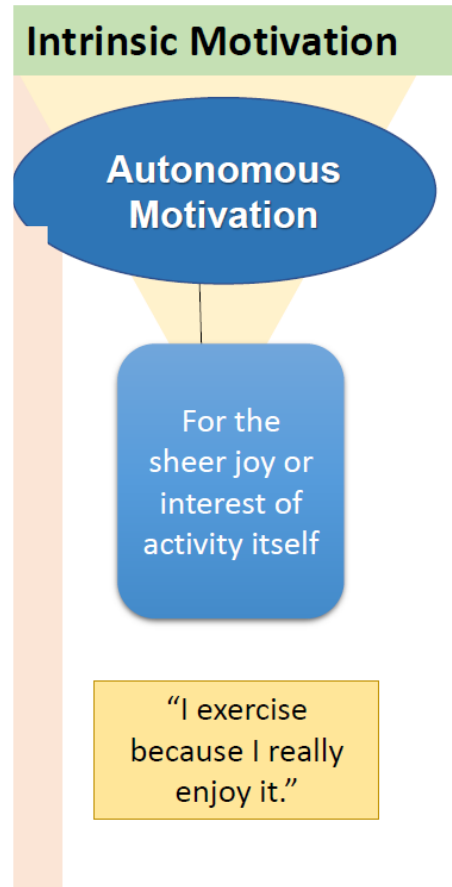 Intrinsic Motivation
Autonomous
Motivation
For the
sheer joy or
interest of
activity itself
“I exercise
because I really
enjoy it.”